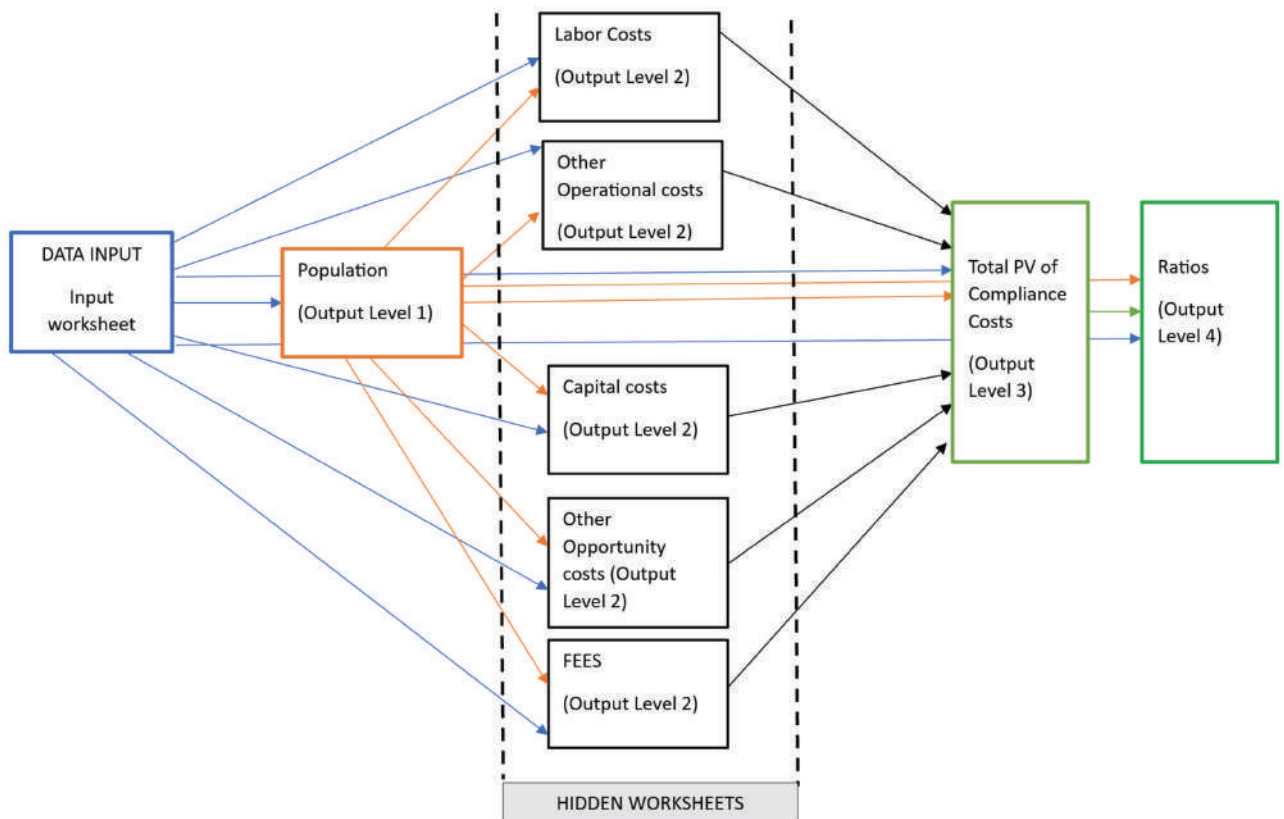 Labor Costs
(Output Level 2)
Other
Operational costs
(Output Level 2)
DATA INPUT
Input
worksheet
Population
(Output Level 1)
Total PV of
Compliance
Costs
(Output
Level 3)
Ratios
(Output
Level 4)
Capital costs
(Output Level 2)
Other
Opportunity
costs (Output
Level 2)
FEES
(Output Level 2)
HIDDEN WORKSHEETS